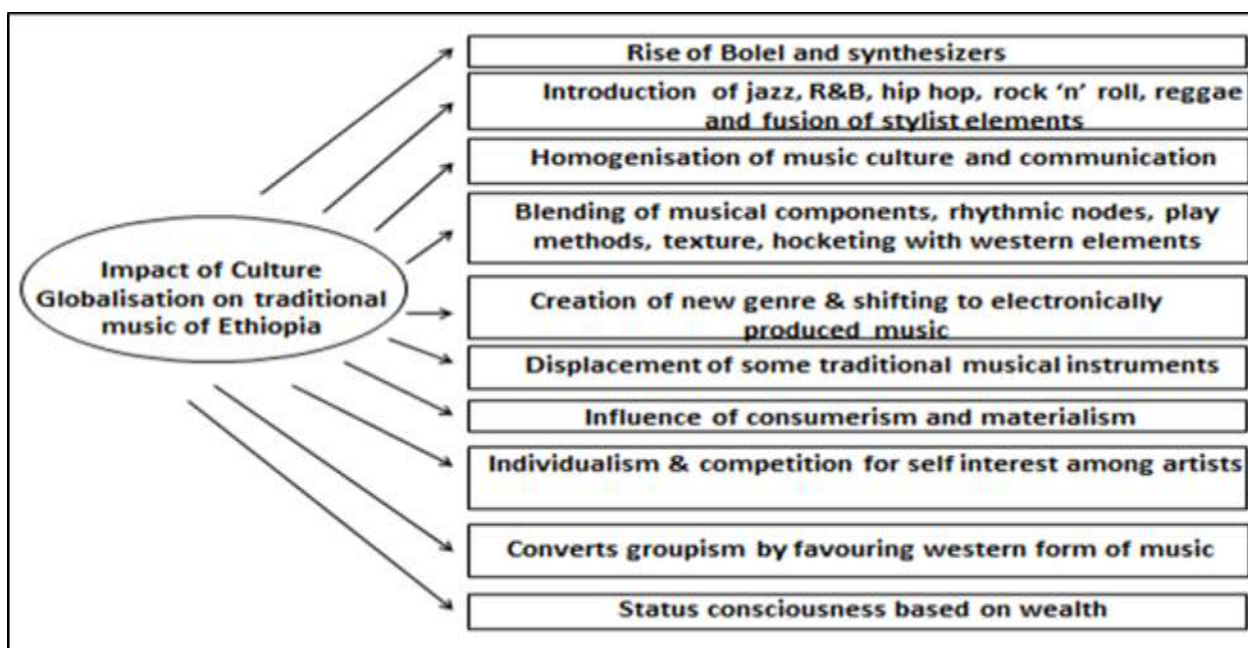 Impact of Culture
Globalisation on traditional
music of Ethiopia
Rise of Bolel and synthesizers
Introduction of jazz, R&B, hip hop, rock ‘n’ roll, reggae
and fusion of stylist elements
Homogenisation of music culture and communication
Blending of musical components, rhythmic nodes, play
methods, texture, hocketing with western elements
Creation of new genre & shifting to electronically
produced music
Displacement of some traditional musical instruments
Influence of consumerism and materialism
Individualism & competition for self interest among artists
Converts groupism by favouring western form of music
Status consciousness based on wealth